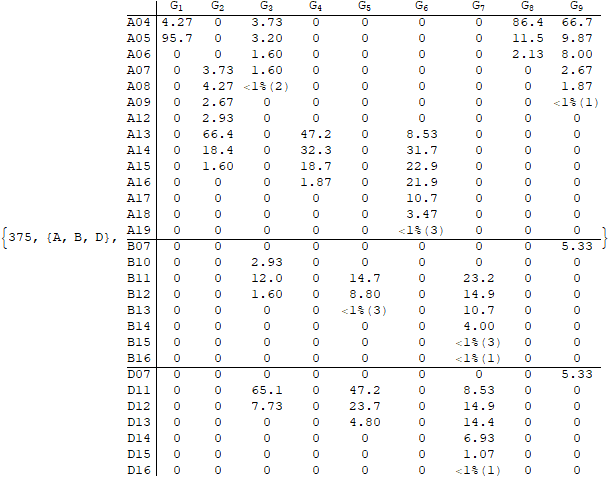 G1 G2 G3 G4 G5 G6 G7 G8 G9
A04 4.27 0 3.73 0 0 0 0 86.4 66.7
A05 95.7 0 3.20 0 0 0 0 11.5 9.87
A06 0 0 1.60 0 0 0 0 2.13 8.00
A07 0 3.73 1.60 0 0 0 0 0 2.67
A08 0 4.27 <1%(2) 0 0 0 0 0 1.87
A09 0 2.67 0 0 0 0 0 0 <1%(1)
A12 0 2.93 0 0 0 0 0 0 0
A13 0 66.4 0 47.2 0 8.53 0 0 0
A14 0 18.4 0 32.3 0 31.7 0 0 0
A15 0 1.60 0 18.7 0 22.9 0 0 0
A16 0 0 0 1.87 0 21.9 0 0 0
A17 0 0 0 0 0 10.7 0 0 0
A18 0 0 0 0 0 3.47 0 0 0
A19 0 0 0 0 0 <1%(3) 0 0 0
{375, {A, B, D}, }
B07 0 0 0 0 0 0 0 0 5.33
B10 0 0 2.93 0 0 0 0 0 0
B11 0 0 12.0 0 14.7 0 23.2 0 0
B12 0 0 1.60 0 8.80 0 14.9 0 0
B13 0 0 0 0 <1%(3) 0 10.7 0 0
B14 0 0 0 0 0 0 4.00 0 0
B15 0 0 0 0 0 0 <1%(3) 0 0
B16 0 0 0 0 0 0 <1%(1) 0 0
D07 0 0 0 0 0 0 0 0 5.33
D11 0 0 65.1 0 47.2 0 8.53 0 0
D12 0 0 7.73 0 23.7 0 14.9 0 0
D13 0 0 0 0 4.80 0 14.4 0 0
D14 0 0 0 0 0 0 6.93 0 0
D15 0 0 0 0 0 0 1.07 0 0
D16 0 0 0 0 0 0 <1%(1) 0 0